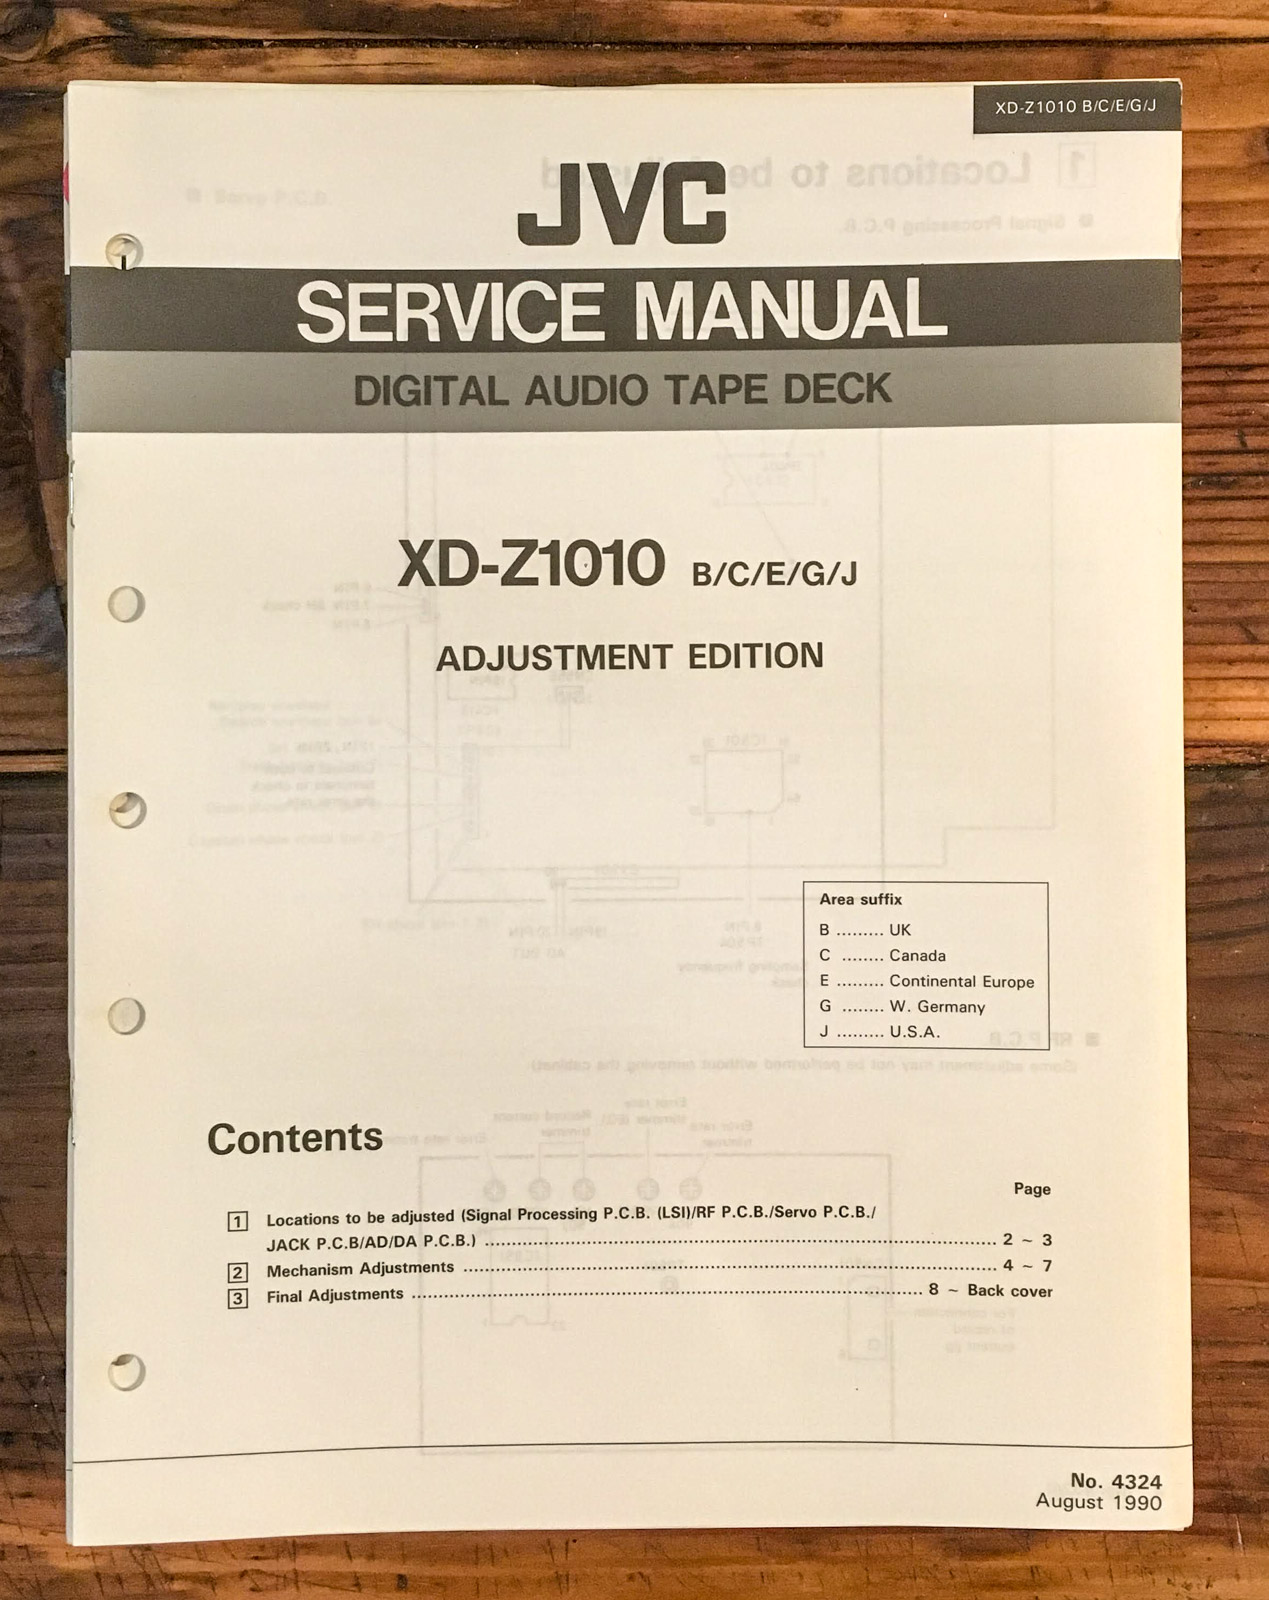 XD-Z1010 B/C/E/G/J
JVC
SERVICE MANUAL
DIGITAL AUDIO TAPE DECK
XD-Z1010 B/C/E/G/J
ADJUSTMENT EDITION
Area suffix
B ......... UK
C ........ Canada
E ......... Continental Europe
G ........ W. Germany
J ......... U.S.A.
Contents
Page
1 Locations to be adjusted (Signal Processing P.C.B. (LSI)/RF P.C.B./Servo P.C.B./
JACK P.C.B/AD/DA P.C.B.) ........ 2 ~ 3
2 Mechanism Adjustments ........ 4 ~ 7
3 Final Adjustments ........ 8 ~ Back cover
No. 4324
August 1990